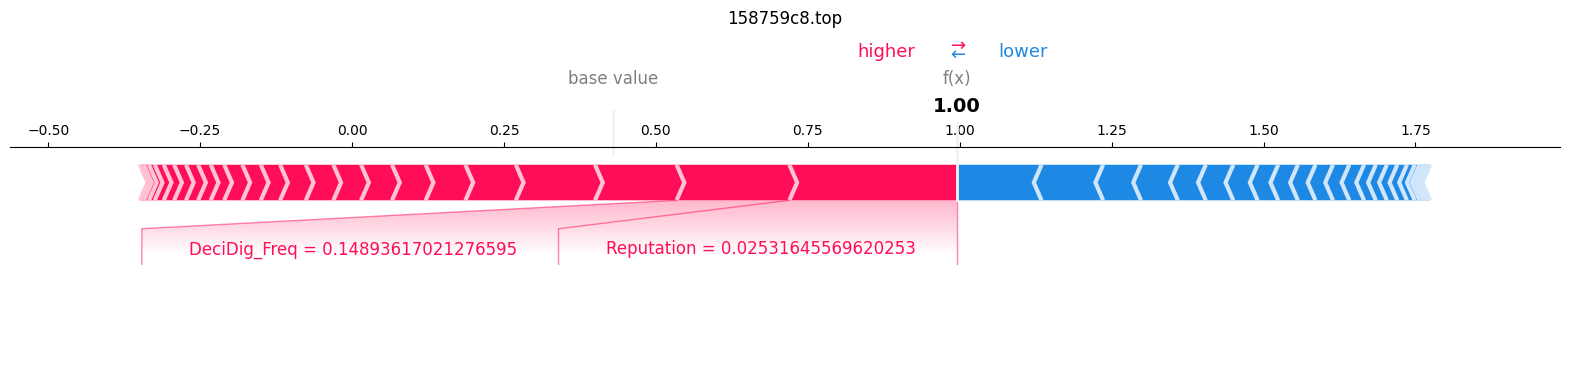 158759c8.top
higher → lower
←
base value f(x)
1.00
−0.50 −0.25 0.00 0.25 0.50 0.75 1.00 1.25 1.50 1.75
DeciDig_Freq = 0.14893617021276595 Reputation = 0.02531645569620253